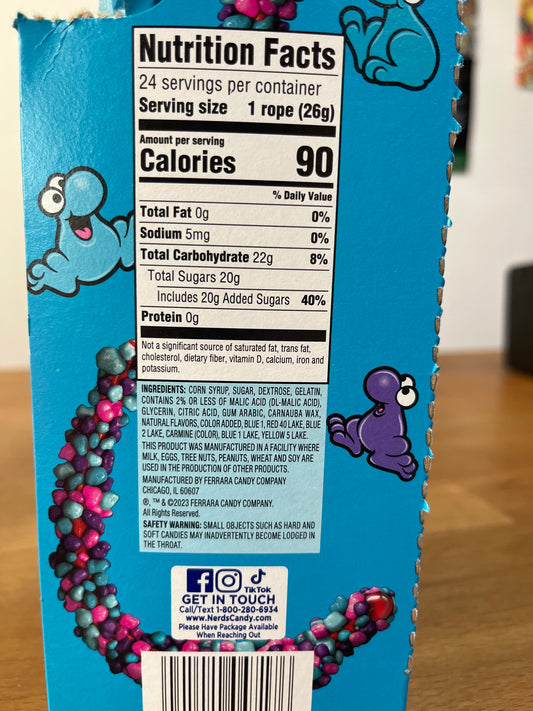 Nutrition Facts
24 servings per container
Serving size 1 rope (26g)
Amount per serving
Calories 90
% Daily Value
Total Fat 0g 0%
Sodium 5mg 0%
Total Carbohydrate 22g 8%
Total Sugars 20g
Includes 20g Added Sugars 40%
Protein 0g
Not a significant source of saturated fat, trans fat,
cholesterol, dietary fiber, vitamin D, calcium, iron and
potassium.
INGREDIENTS: CORN SYRUP, SUGAR, DEXTROSE, GELATIN,
CONTAINS 2% OR LESS OF MALIC ACID (DL-MALIC ACID),
GLYCERIN, CITRIC ACID, GUM ARABIC, CARNAUBA WAX,
NATURAL FLAVORS, COLOR ADDED, BLUE 1, RED 40 LAKE, BLUE
2 LAKE, CARMINE (COLOR), BLUE 1 LAKE, YELLOW 5 LAKE.
THIS PRODUCT WAS MANUFACTURED IN A FACILITY WHERE
MILK, EGGS, TREE NUTS, PEANUTS, WHEAT AND SOY ARE
USED IN THE PRODUCTION OF OTHER PRODUCTS.
MANUFACTURED BY FERRARA CANDY COMPANY
CHICAGO, IL 60607
®, ™ & ©2023 FERRARA CANDY COMPANY.
All Rights Reserved.
SAFETY WARNING: SMALL OBJECTS SUCH AS HARD AND
SOFT CANDIES MAY INADVERTENTLY BECOME LODGED IN
THE THROAT.
TikTok
GET IN TOUCH
Call/Text 1-800-280-6934
www.NerdsCandy.com
Please Have Package Available
When Reaching Out